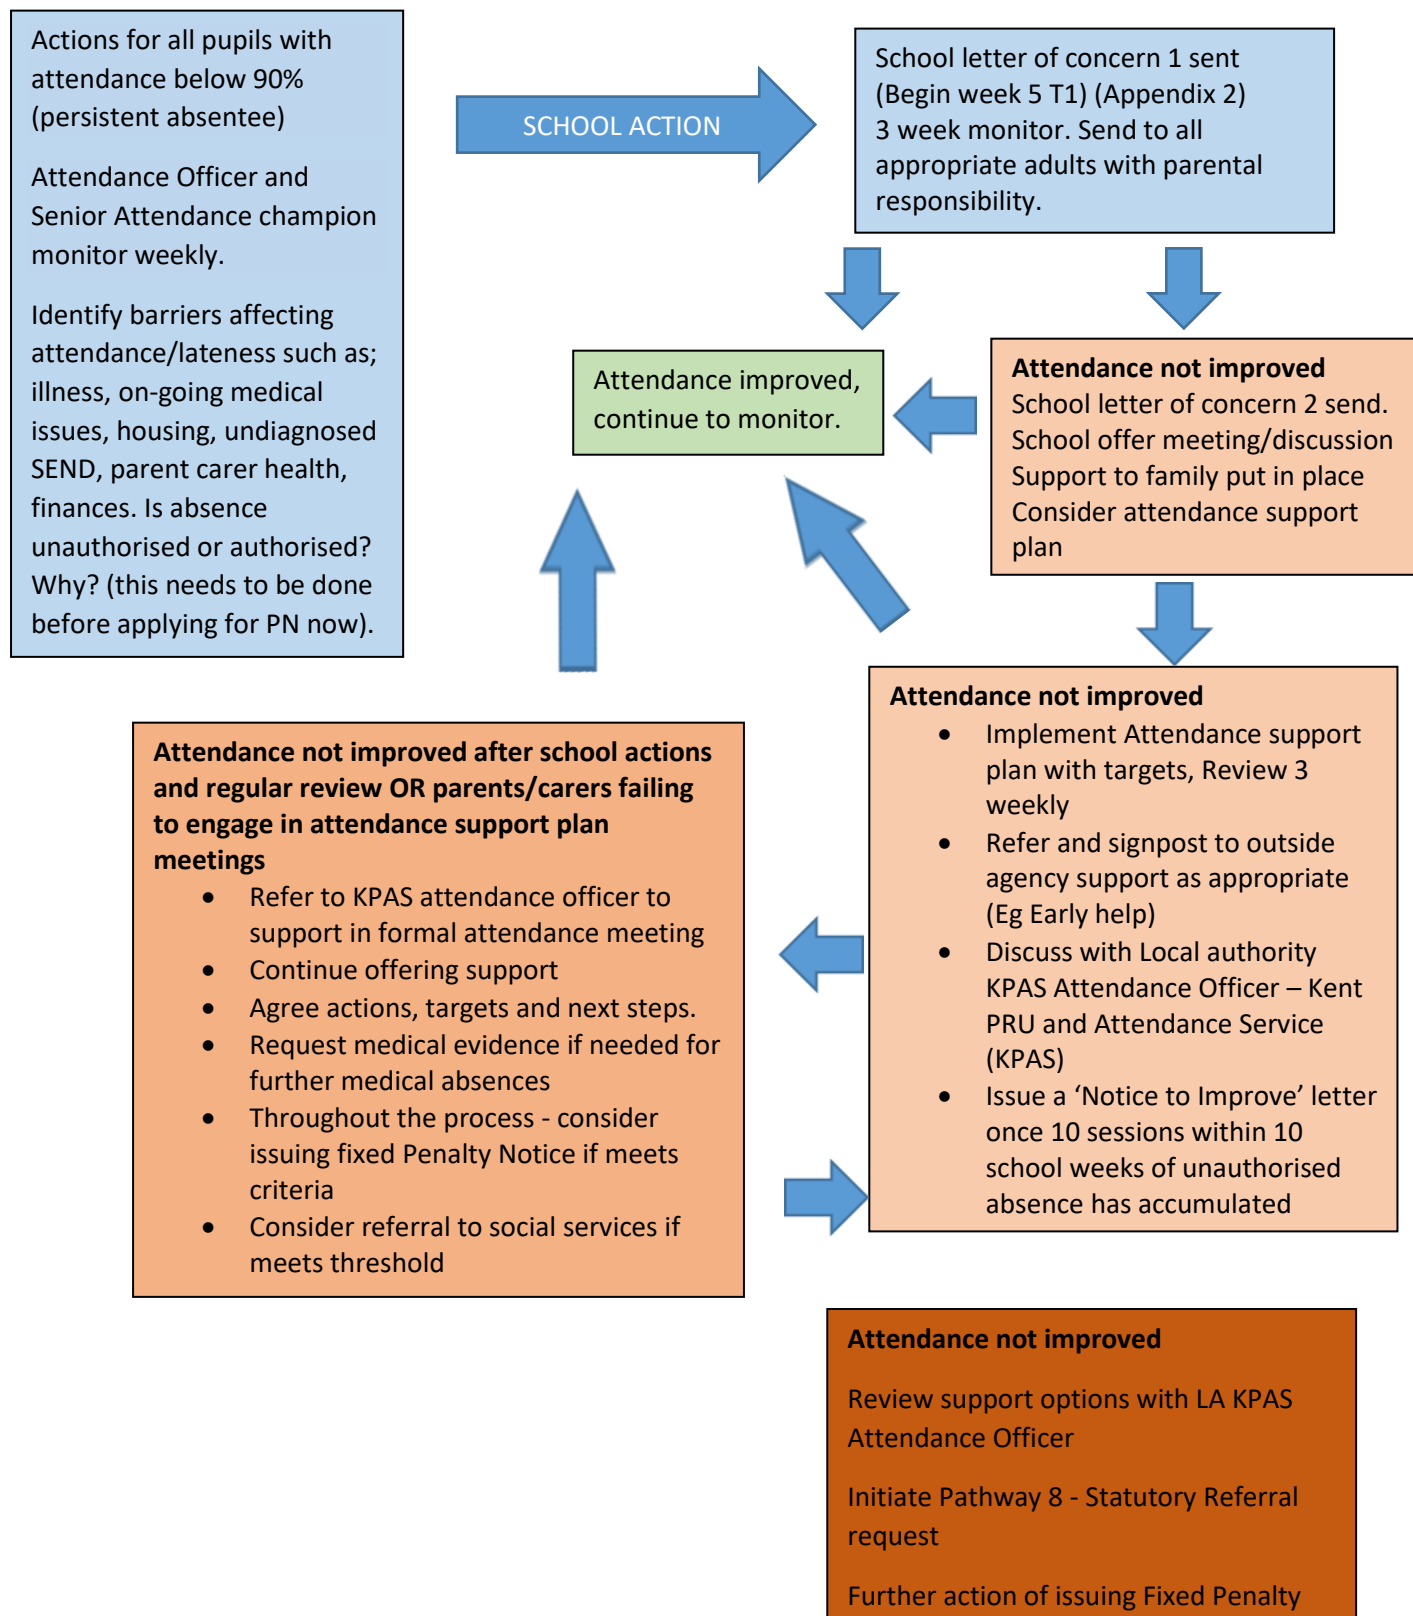 Actions for all pupils with
attendance below 90%
(persistent absentee)
Attendance Officer and
Senior Attendance champion
monitor weekly.
Identify barriers affecting
attendance/lateness such as;
illness, on-going medical
issues, housing, undiagnosed
SEND, parent carer health,
finances. Is absence
unauthorised or authorised?
Why? (this needs to be done
before applying for PN now).
SCHOOL ACTION
School letter of concern 1 sent
(Begin week 5 T1) (Appendix 2)
3 week monitor. Send to all
appropriate adults with parental
responsibility.
Attendance improved,
continue to monitor.
Attendance not improved
School letter of concern 2 send.
School offer meeting/discussion
Support to family put in place
Consider attendance support
plan
Attendance not improved
• Implement Attendance support
plan with targets, Review 3
weekly
• Refer and signpost to outside
agency support as appropriate
(Eg Early help)
• Discuss with Local authority
KPAS Attendance Officer – Kent
PRU and Attendance Service
(KPAS)
• Issue a ‘Notice to Improve’ letter
once 10 sessions within 10
school weeks of unauthorised
absence has accumulated
Attendance not improved after school actions
and regular review OR parents/carers failing
to engage in attendance support plan
meetings
• Refer to KPAS attendance officer to
support in formal attendance meeting
• Continue offering support
• Agree actions, targets and next steps.
• Request medical evidence if needed for
further medical absences
• Throughout the process - consider
issuing fixed Penalty Notice if meets
criteria
• Consider referral to social services if
meets threshold
Attendance not improved
Review support options with LA KPAS
Attendance Officer
Initiate Pathway 8 - Statutory Referral
request
Further action of issuing Fixed Penalty